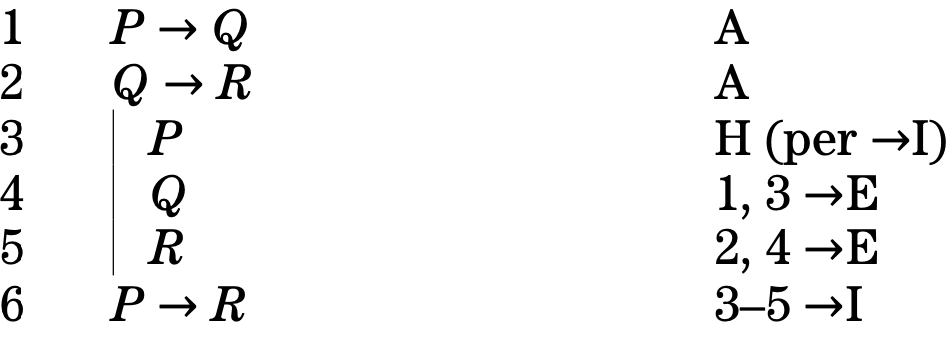 1 P → Q A
2 Q → R A
3 P H (per →I)
4 Q 1, 3 →E
5 R 2, 4 →E
6 P → R 3–5 →I